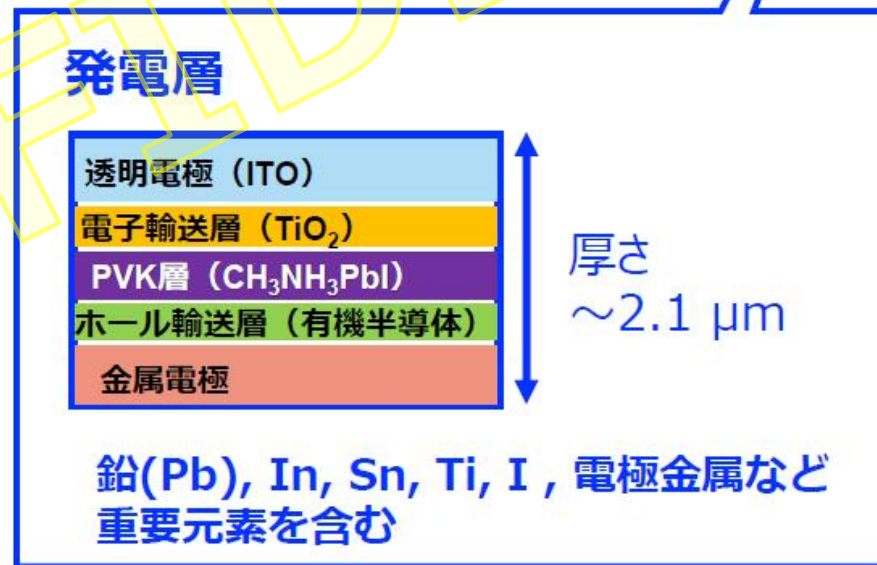 発電層
透明電極（ITO）
電子輸送層（TiO₂）
PVK層（CH₃NH₃PbI）
ホール輸送層（有機半導体）
金属電極
厚さ
～2.1 μm
鉛(Pb), In, Sn, Ti, I , 電極金属など
重要元素を含む